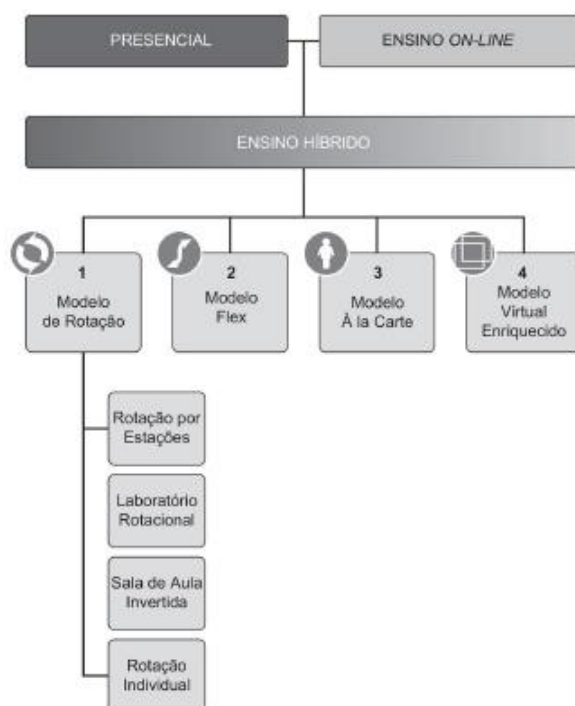 PRESENCIAL
ENSINO ON-LINE
ENSINO HÍBRIDO
1
Modelo
de Rotação
2
Modelo
Flex
3
Modelo
À la Carte
4
Modelo
Virtual
Enriquecido
Rotação por
Estações
Laboratório
Rotacional
Sala de Aula
Invertida
Rotação
Individual